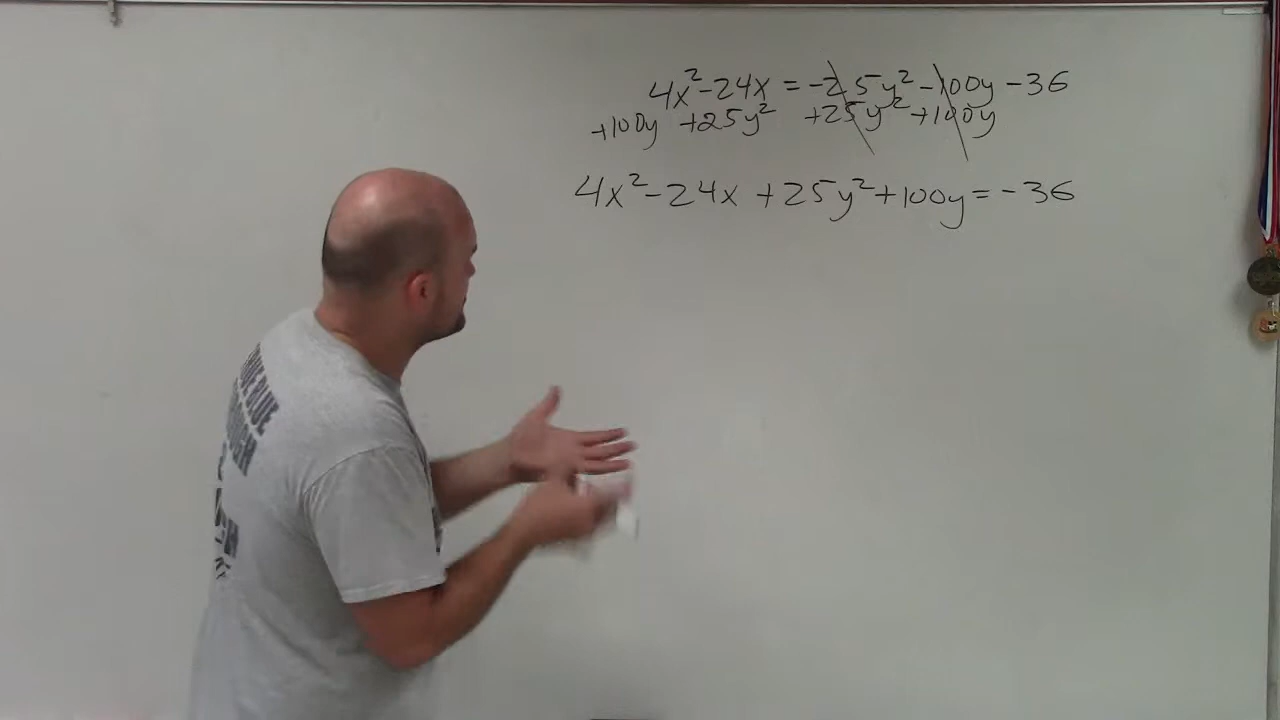 4x²-24x = -25y² -100y -36
+100y +25y² +25y² +100y
4x²-24x +25y²+100y = -36